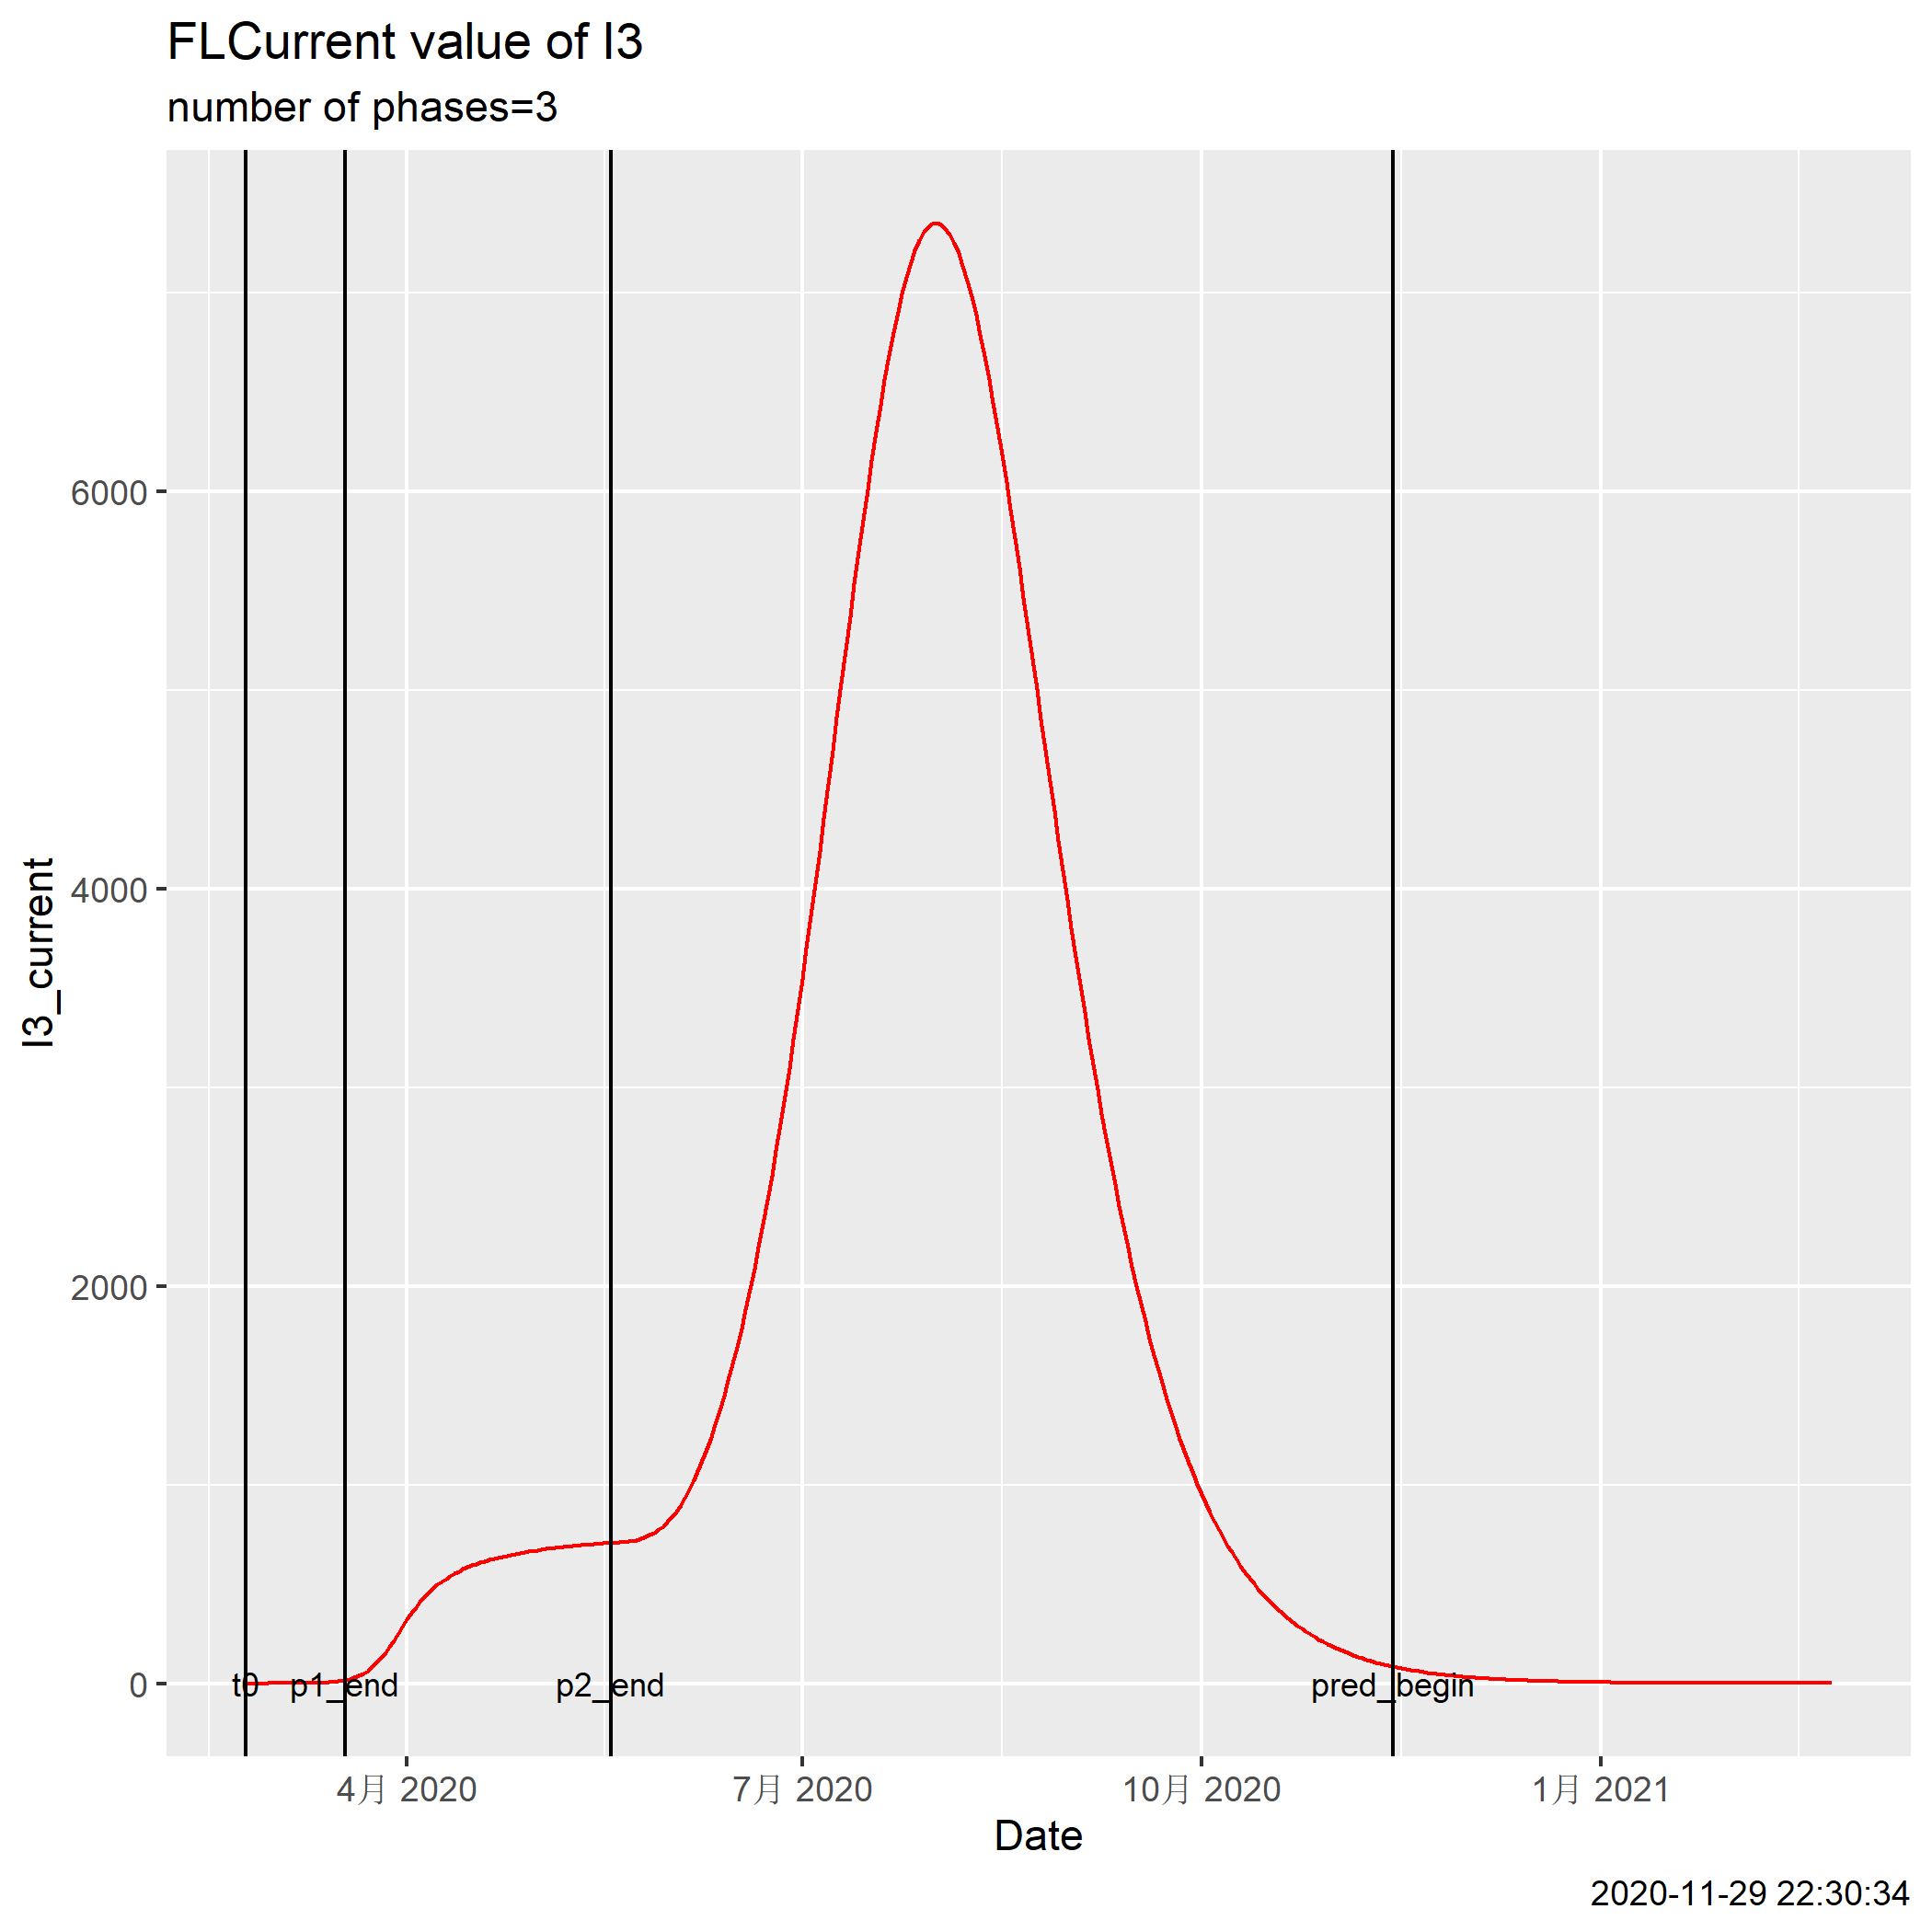 FLCurrent value of I3
number of phases=3
I3_current
6000
4000
2000
0
t0 p1_end p2_end pred_begin
4月 2020 7月 2020 10月 2020 1月 2021
Date
2020-11-29 22:30:34